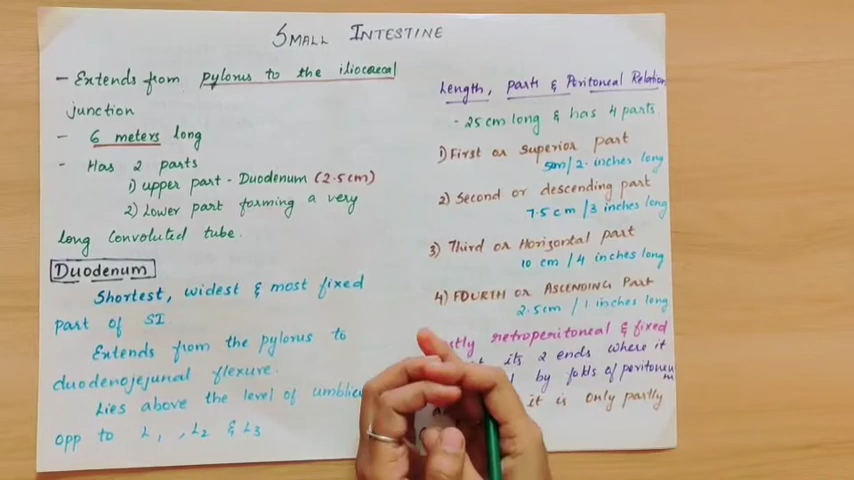 SMALL INTESTINE
- Extends from pylorus to the iliocaecal
junction
- 6 meters long
- Has 2 parts
1) upper part - Duodenum (2.5cm)
2) Lower part forming a very
long convoluted tube.
Duodenum
Shortest, widest & most fixed
part of SI.
Extends from the pylorus to
duodenojejunal flexure.
Lies above the level of umblic
opp to L1, L2 & L3
Length, parts & Peritoneal Relation
- 25cm long & has 4 parts.
1) First or superior part
5cm/2. inches long
2) Second or descending part
7.5 cm / 3 inches long
3) Third or Horizontal part
10 cm / 4 inches long
4) FOURTH or ASCENDING Part
2.5cm / 1 inches long
retroperitoneal & fixed
its 2 ends where it
by folds of peritoneum
it is only partly